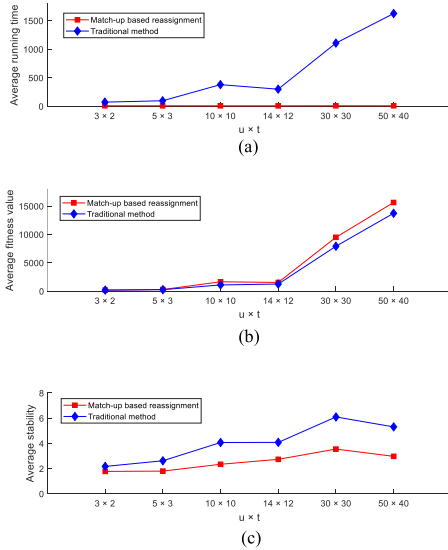 Average running time
1500
1000
500
0
Match-up based reassignment
Traditional method
3 × 2 5 × 3 10 × 10 14 × 12 30 × 30 50 × 40
u × t
(a)
Average fitness value
15000
10000
5000
0
Match-up based reassignment
Traditional method
3 × 2 5 × 3 10 × 10 14 × 12 30 × 30 50 × 40
u × t
(b)
Average stability
8
6
4
2
0
Match-up based reassignment
Traditional method
3 × 2 5 × 3 10 × 10 14 × 12 30 × 30 50 × 40
u × t
(c)